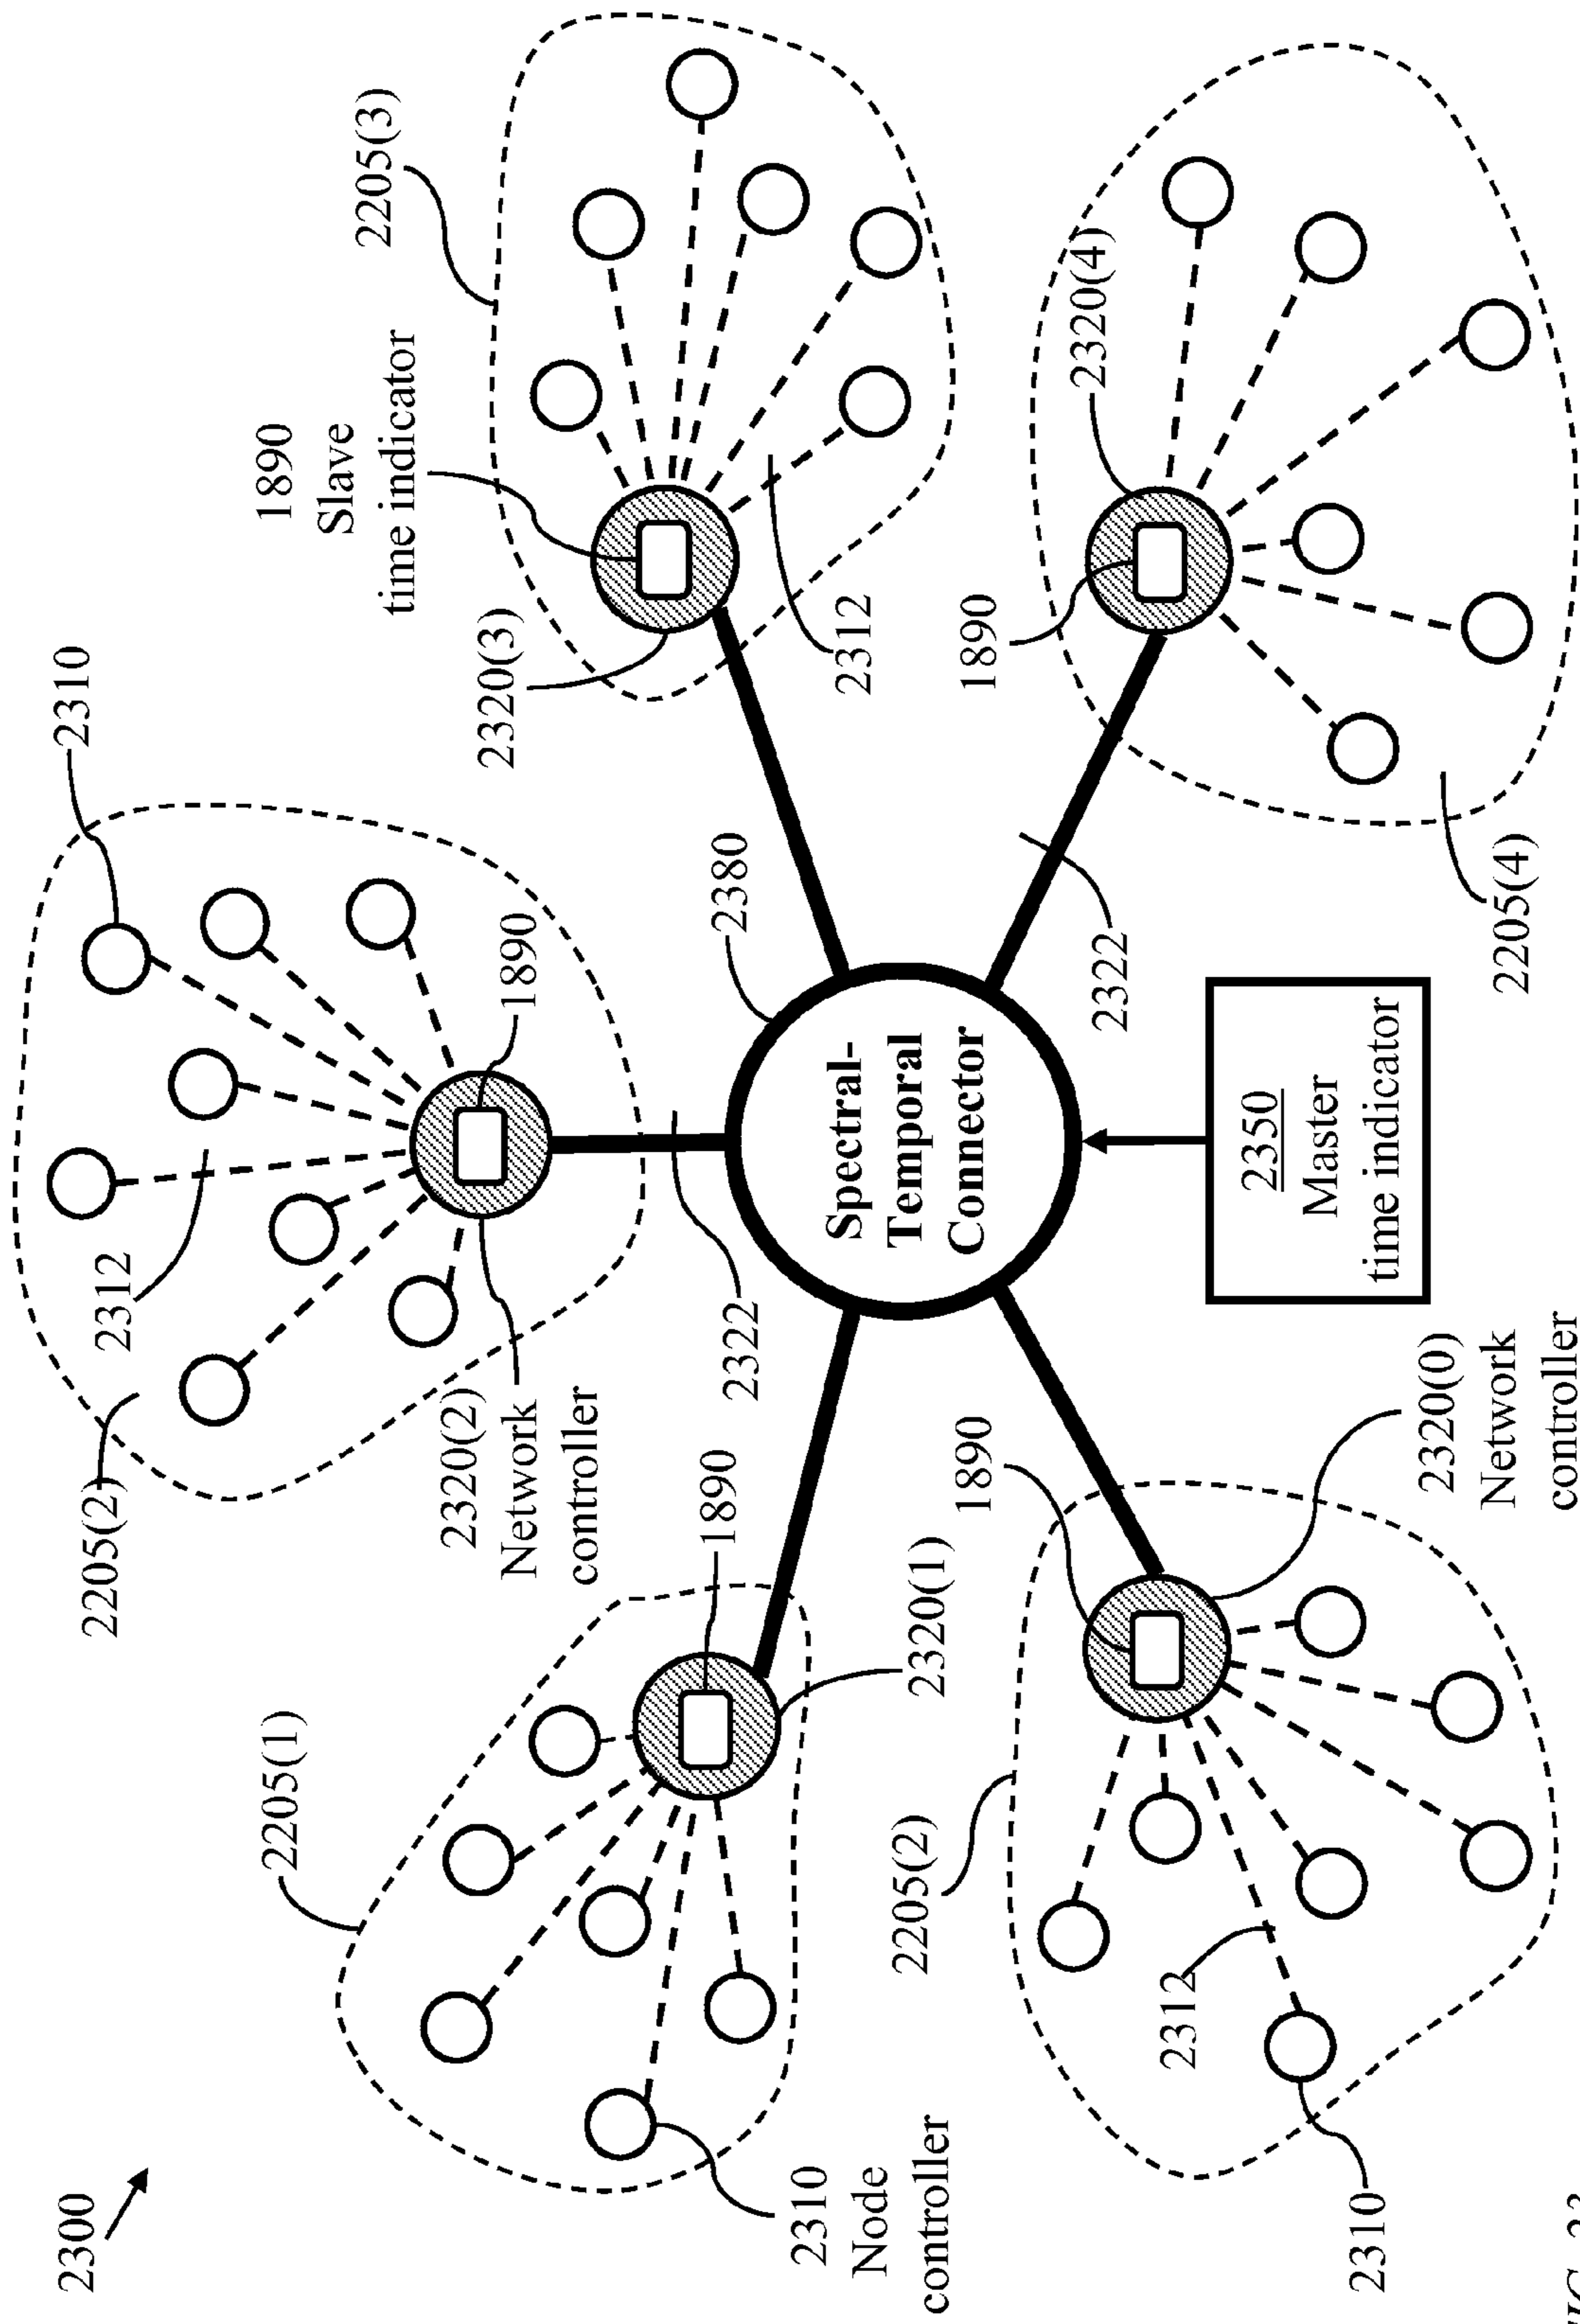 2300
2310
2205(2)
2312
2205(1)
1890
Slave
time indicator
2205(3)
2320(2)
Network
controller
2320(3)
1890
1890
2380
2322
2310
Node
controller
2312
Spectral-
Temporal
Connector
2205(2)
2320(1)
1890
1890
2320(4)
2322
2312
2350
Master
time indicator
2310
2320(0)
Network
controller
2205(4)